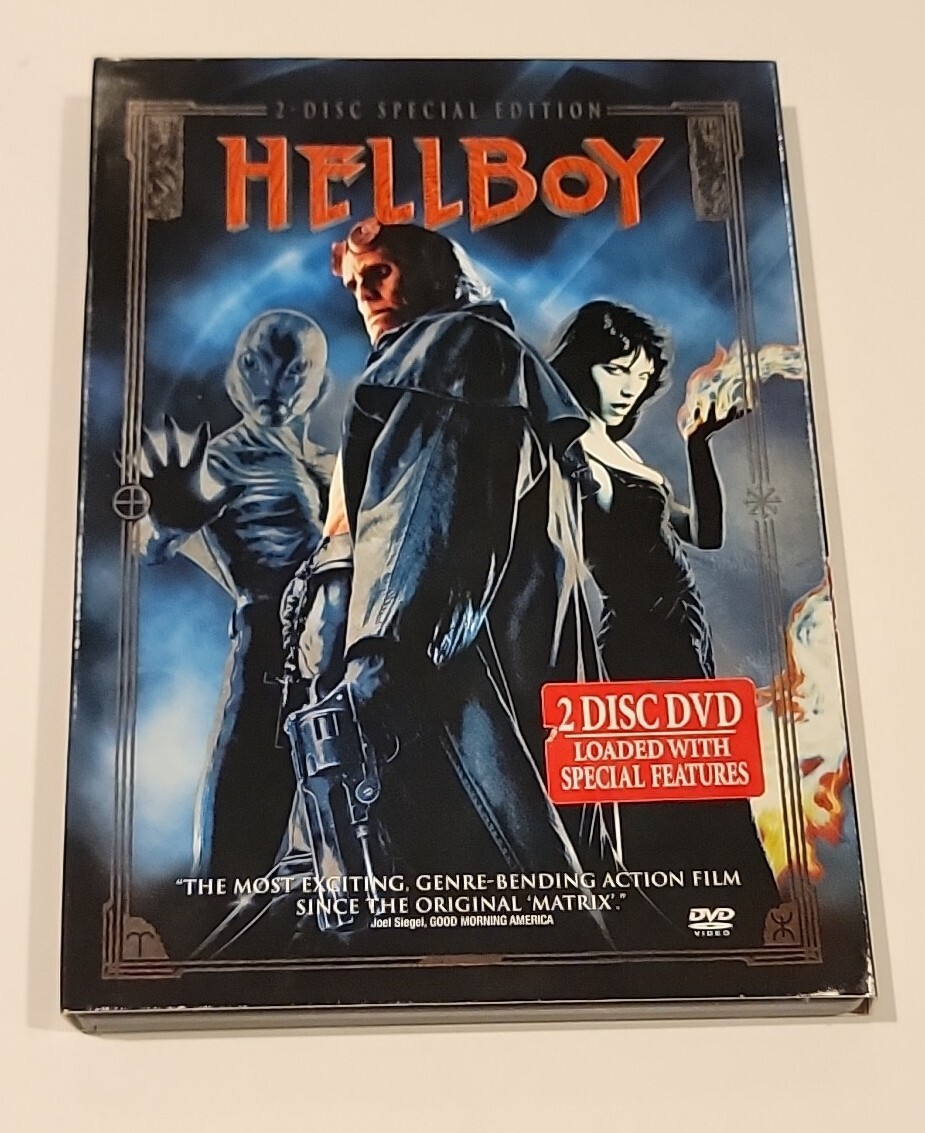 2-DISC SPECIAL EDITION
HELLBOY
2 DISC DVD
LOADED WITH
SPECIAL FEATURES
“THE MOST EXCITING, GENRE-BENDING ACTION FILM
SINCE THE ORIGINAL ‘MATRIX’.”
Joel Siegel, GOOD MORNING AMERICA
DVD
VIDEO